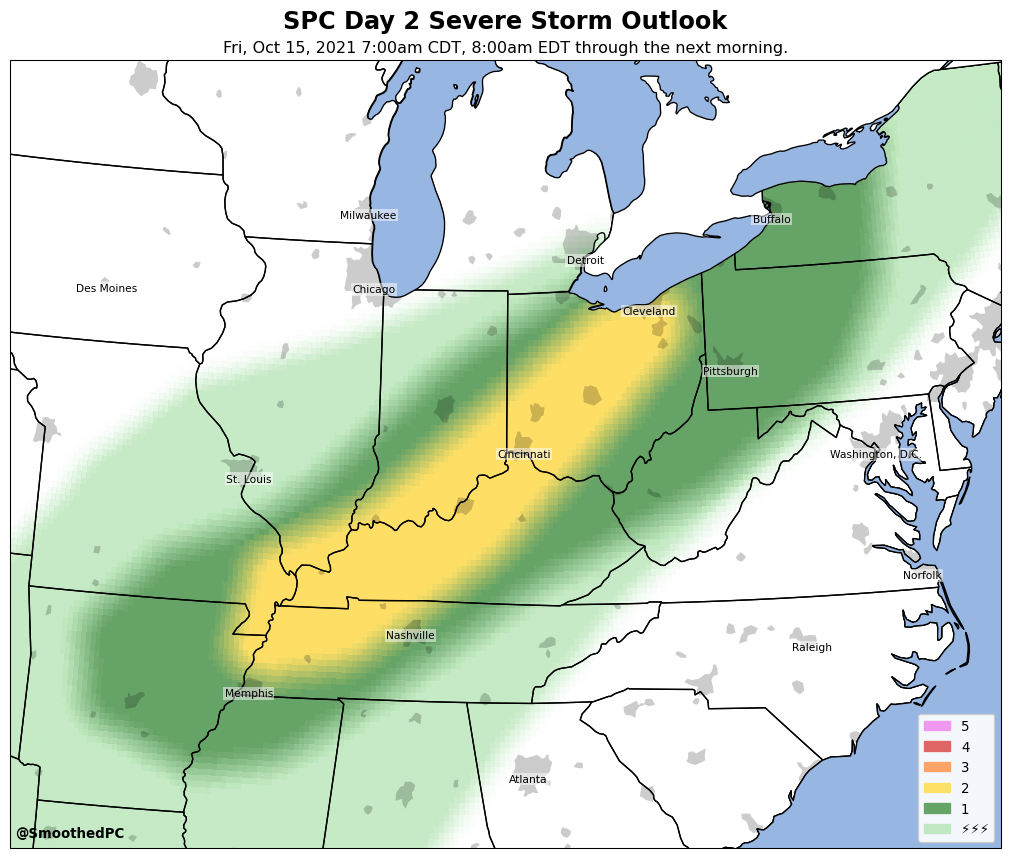 SPC Day 2 Severe Storm Outlook
Fri, Oct 15, 2021 7:00am CDT, 8:00am EDT through the next morning.
Milwaukee
Buffalo
Detroit
Des Moines
Chicago
Cleveland
Pittsburgh
Cincinnati
Washington, D.C.
St. Louis
Norfolk
Nashville
Raleigh
Memphis
Atlanta
5
4
3
2
1
⚡⚡⚡
@SmoothedPC